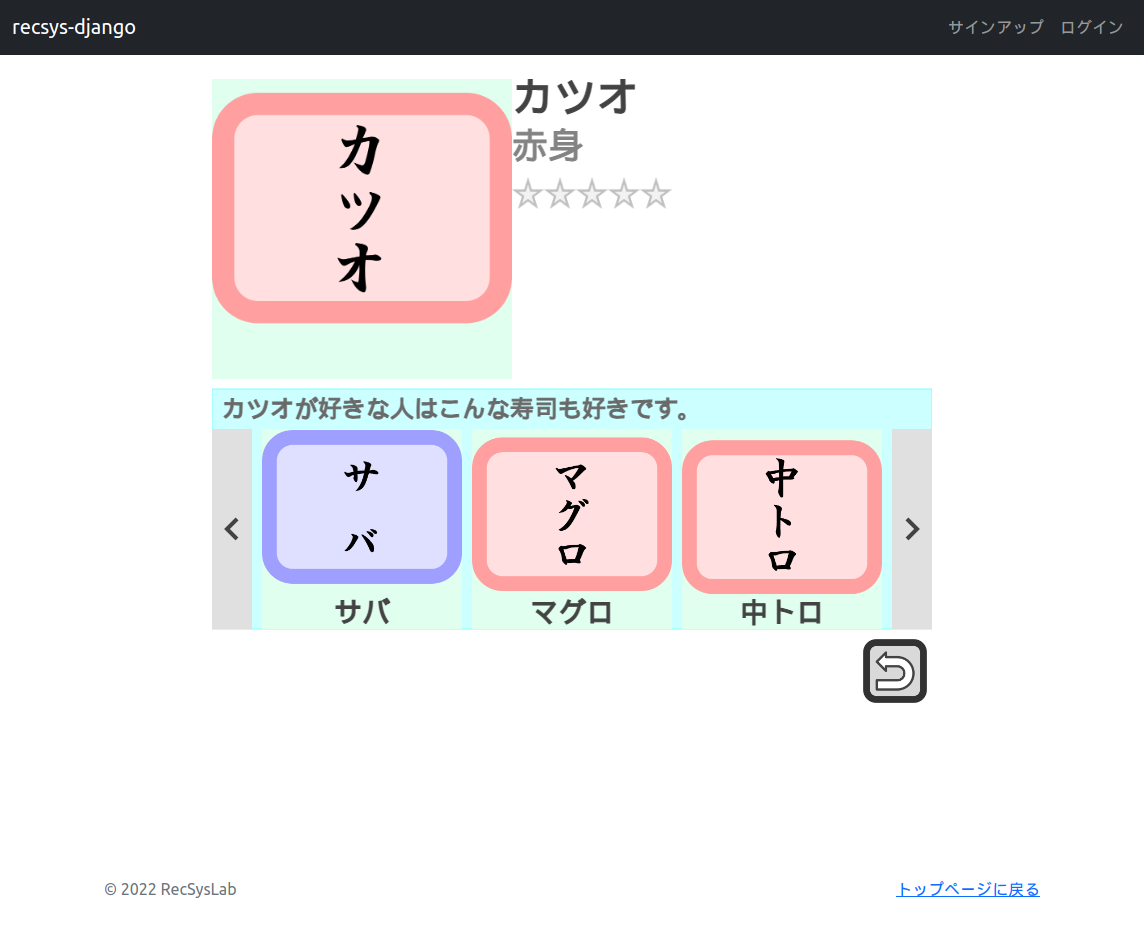 recsys-django
サインアップ ログイン
カツオ
カツオ
赤身
☆☆☆☆☆
カツオが好きな人はこんな寿司も好きです。
サバ
マグロ
中トロ
サバ
マグロ
中トロ
© 2022 RecSysLab
トップページに戻る